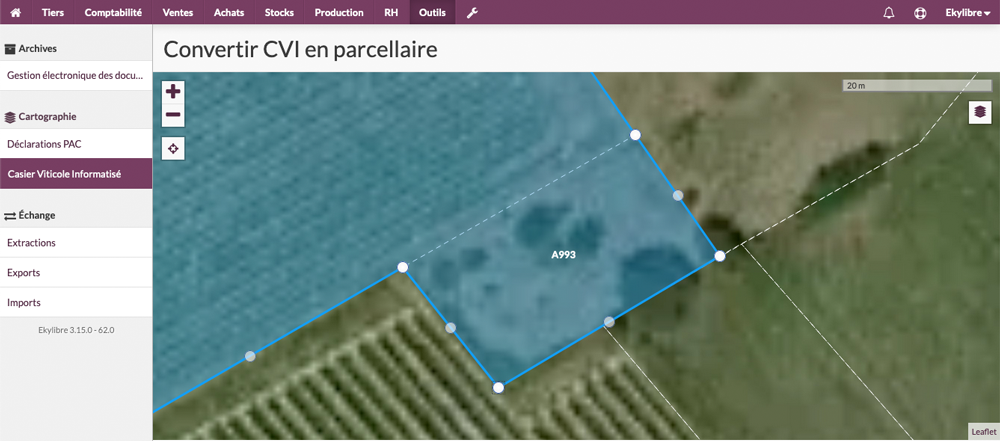 Tiers Comptabilité Ventes Achats Stocks Production RH Outils Ekylibre
Archives
Gestion électronique des docu...
Cartographie
Déclarations PAC
Casier Viticole Informatisé
Échange
Extractions
Exports
Imports
Ekylibre 3.15.0 - 62.0
Convertir CVI en parcellaire
20 m
A993
Leaflet